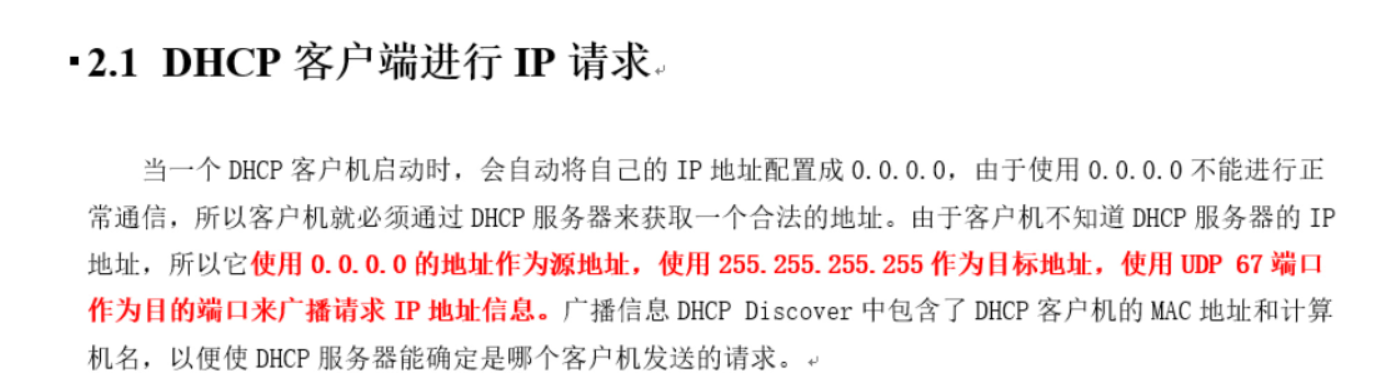 ▪2.1 DHCP 客户端进行 IP 请求↵
当一个 DHCP 客户机启动时，会自动将自己的 IP 地址配置成 0.0.0.0，由于使用 0.0.0.0 不能进行正
常通信，所以客户机就必须通过 DHCP 服务器来获取一个合法的地址。由于客户机不知道 DHCP 服务器的 IP
地址，所以它使用 0.0.0.0 的地址作为源地址，使用 255.255.255.255 作为目标地址，使用 UDP 67 端口
作为目的端口来广播请求 IP 地址信息。广播信息 DHCP Discover 中包含了 DHCP 客户机的 MAC 地址和计算
机名，以便使 DHCP 服务器能确定是哪个客户机发送的请求。↵